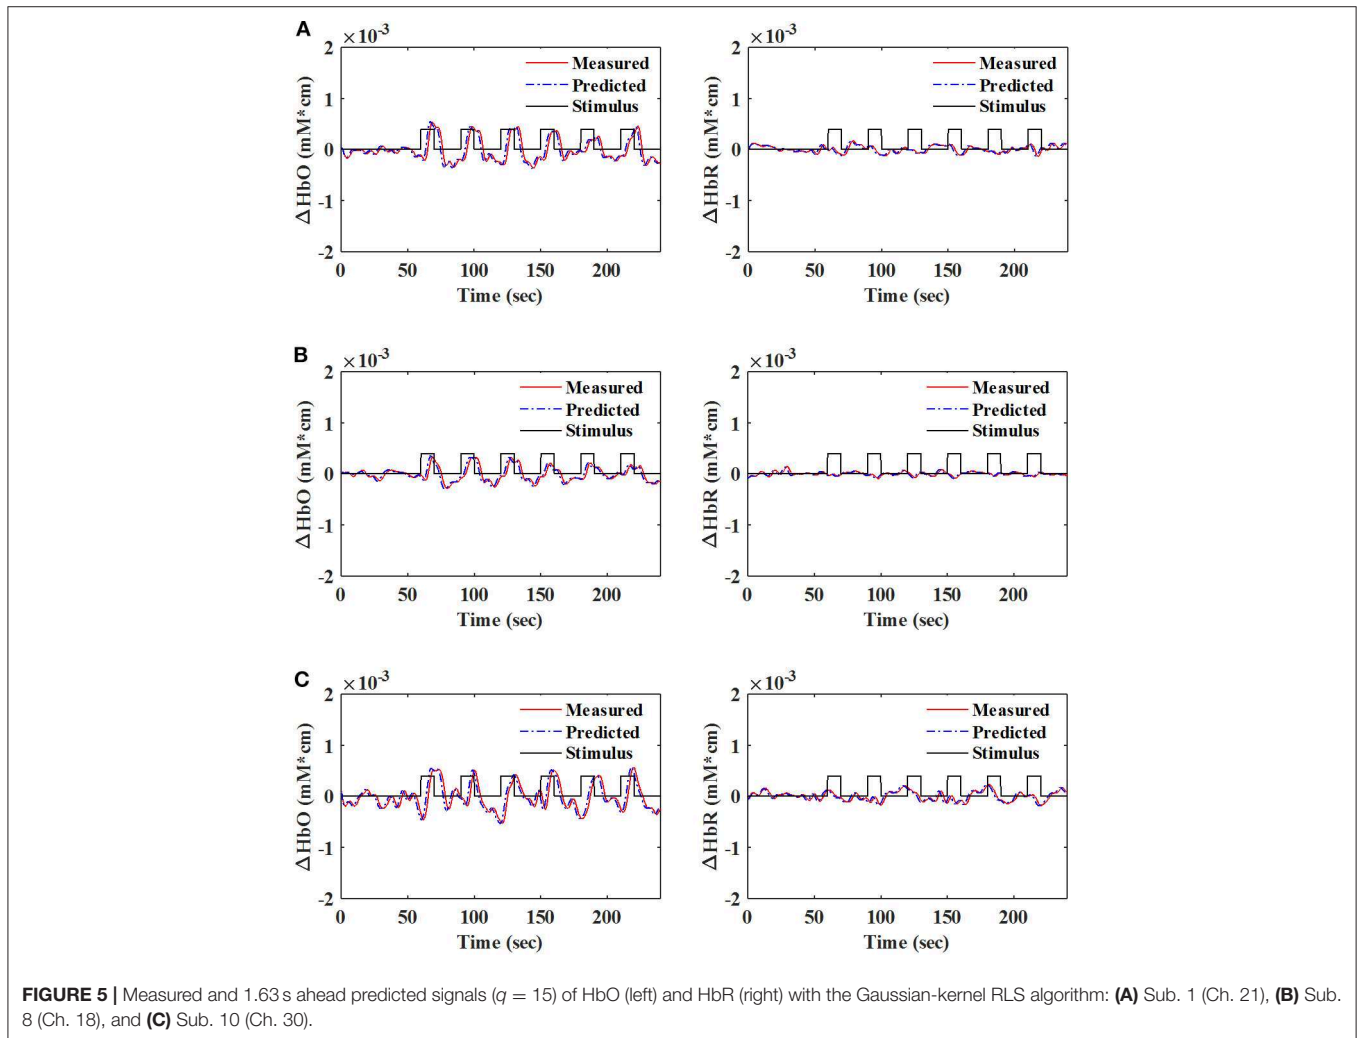 A
×10-3
2
1
0
-1
-2
ΔHbO (mM*cm)
Measured
Predicted
Stimulus
0 50 100 150 200
Time (sec)
×10-3
2
1
0
-1
-2
ΔHbR (mM*cm)
Measured
Predicted
Stimulus
0 50 100 150 200
Time (sec)
B
×10-3
2
1
0
-1
-2
ΔHbO (mM*cm)
Measured
Predicted
Stimulus
0 50 100 150 200
Time (sec)
×10-3
2
1
0
-1
-2
ΔHbR (mM*cm)
Measured
Predicted
Stimulus
0 50 100 150 200
Time (sec)
C
×10-3
2
1
0
-1
-2
ΔHbO (mM*cm)
Measured
Predicted
Stimulus
0 50 100 150 200
Time (sec)
×10-3
2
1
0
-1
-2
ΔHbR (mM*cm)
Measured
Predicted
Stimulus
0 50 100 150 200
Time (sec)
FIGURE 5 | Measured and 1.63 s ahead predicted signals (q = 15) of HbO (left) and HbR (right) with the Gaussian-kernel RLS algorithm: (A) Sub. 1 (Ch. 21), (B) Sub.
8 (Ch. 18), and (C) Sub. 10 (Ch. 30).